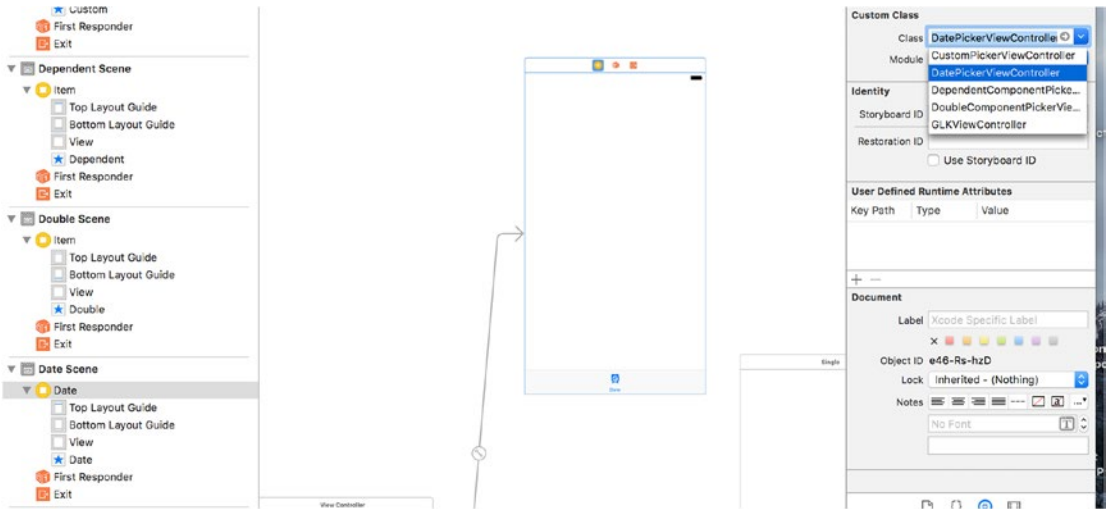 Custom
First Responder
Exit
Dependent Scene
Item
Top Layout Guide
Bottom Layout Guide
View
Dependent
First Responder
Exit
Double Scene
Item
Top Layout Guide
Bottom Layout Guide
View
Double
First Responder
Exit
Date Scene
Date
Top Layout Guide
Bottom Layout Guide
View
Date
First Responder
Exit
Date
View Controller
Single
Custom Class
Class DatePickerViewController
Module CustomPickerViewController
DatePickerViewController
Identity DependentComponentPicke...
Storyboard ID DoubleComponentPickerVie...
GLKViewController
Restoration ID
Use Storyboard ID
User Defined Runtime Attributes
Key Path Type Value
Document
Label Xcode Specific Label
Object ID e46-Rs-hzD
Lock Inherited - (Nothing)
Notes
No Font